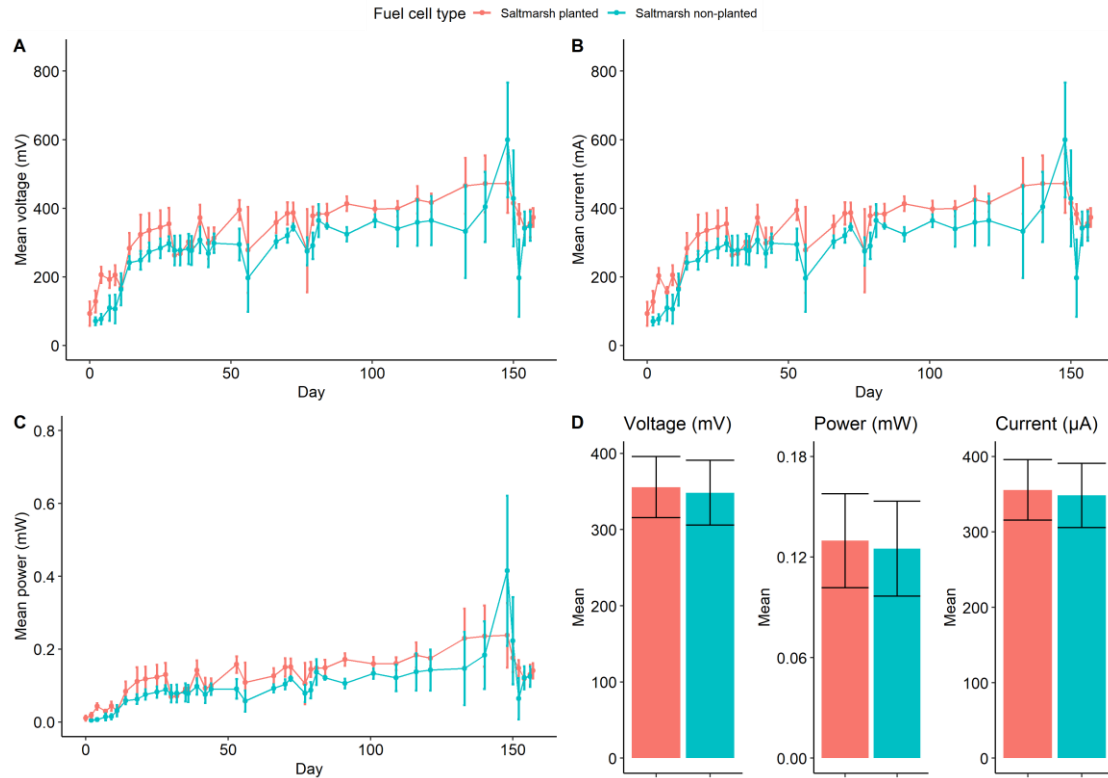 Fuel cell type Saltmarsh planted Saltmarsh non-planted
A
Mean voltage (mV)
800
600
400
200
0
0 50 100 150
Day
B
Mean current (mA)
800
600
400
200
0
0 50 100 150
Day
C
Mean power (mW)
0.8
0.6
0.4
0.2
0.0
0 50 100 150
Day
D
Voltage (mV)
Mean
400
300
200
100
0
Power (mW)
Mean
0.18
0.12
0.06
0.00
Current (µA)
Mean
400
300
200
100
0